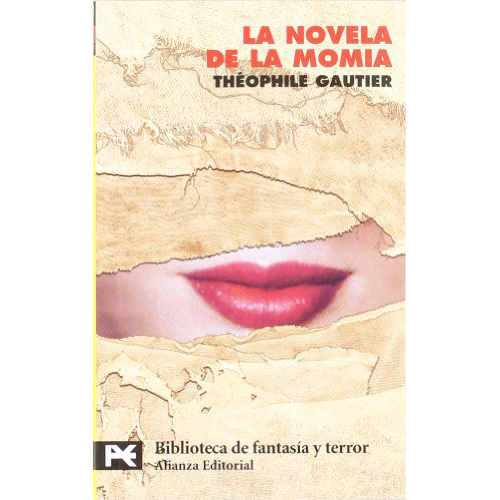 LA NOVELA
DE LA MOMIA
THÉOPHILE GAUTIER
Biblioteca de fantasía y terror
Alianza Editorial